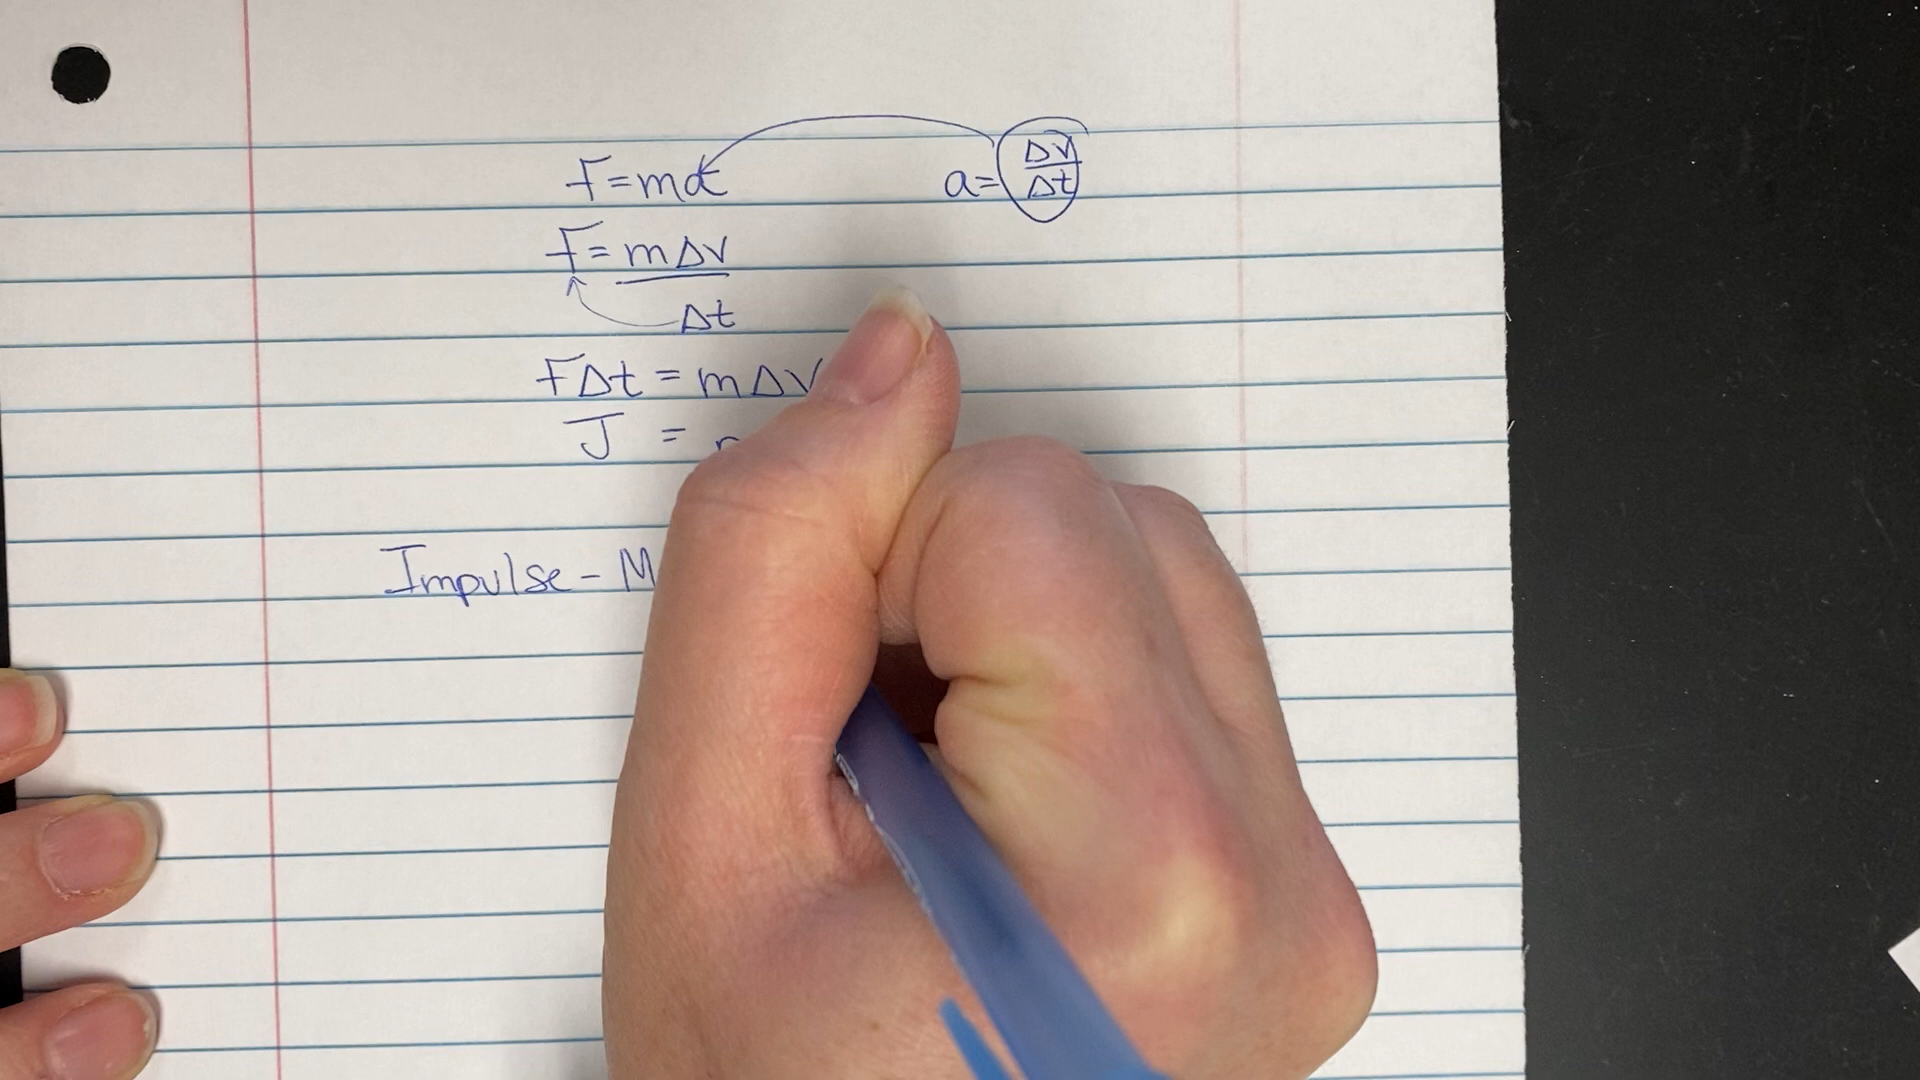 F=ma a=Δv/Δt
F=mΔv/Δt
FΔt = mΔv
J =
Impulse - M